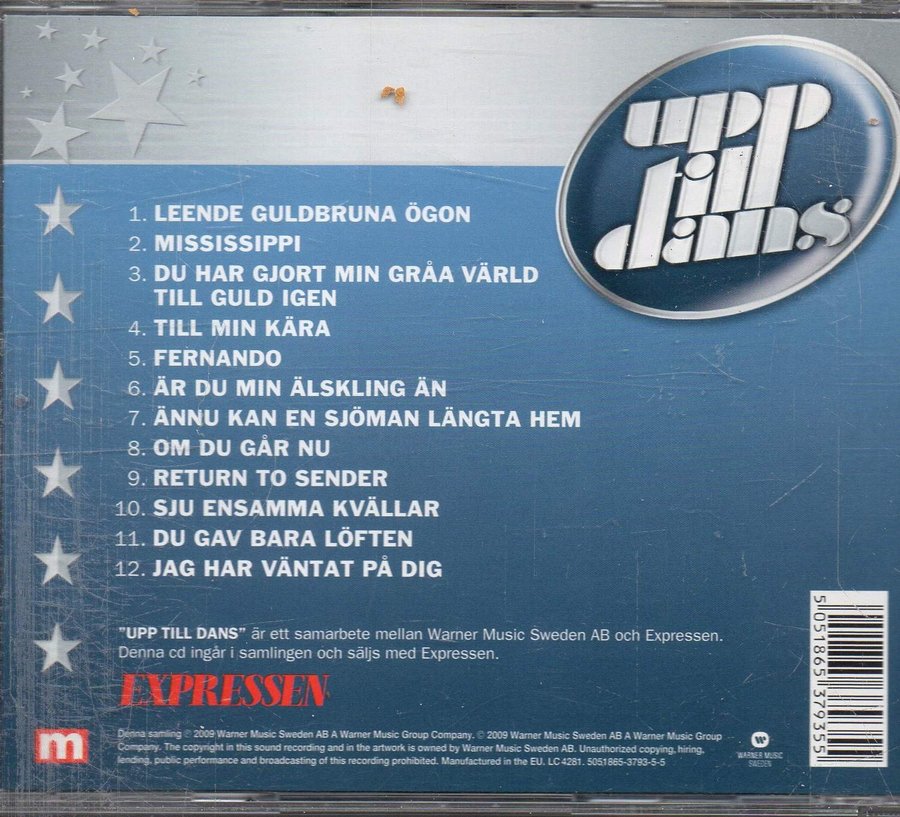 upp
till
dans
1. LEENDE GULDBRUNA ÖGON
2. MISSISSIPPI
3. DU HAR GJORT MIN GRÅA VÄRLD
TILL GULD IGEN
4. TILL MIN KÄRA
5. FERNANDO
6. ÄR DU MIN ÄLSKLING ÄN
7. ÄNNU KAN EN SJÖMAN LÄNGTA HEM
8. OM DU GÅR NU
9. RETURN TO SENDER
10. SJU ENSAMMA KVÄLLAR
11. DU GAV BARA LÖFTEN
12. JAG HAR VÄNTAT PÅ DIG
"UPP TILL DANS" är ett samarbete mellan Warner Music Sweden AB och Expressen.
Denna cd ingår i samlingen och säljs med Expressen.
EXPRESSEN
m
Denna samling ℗ 2009 Warner Music Sweden AB A Warner Music Group Company. © 2009 Warner Music Sweden AB A Warner Music Group
Company. The copyright in this sound recording and in the artwork is owned by Warner Music Sweden AB. Unauthorized copying, hiring,
lending, public performance and broadcasting of this recording prohibited. Manufactured in the EU. LC 4281. 5051865-3793-5-5
WARNER MUSIC
SWEDEN
5 051865 379355